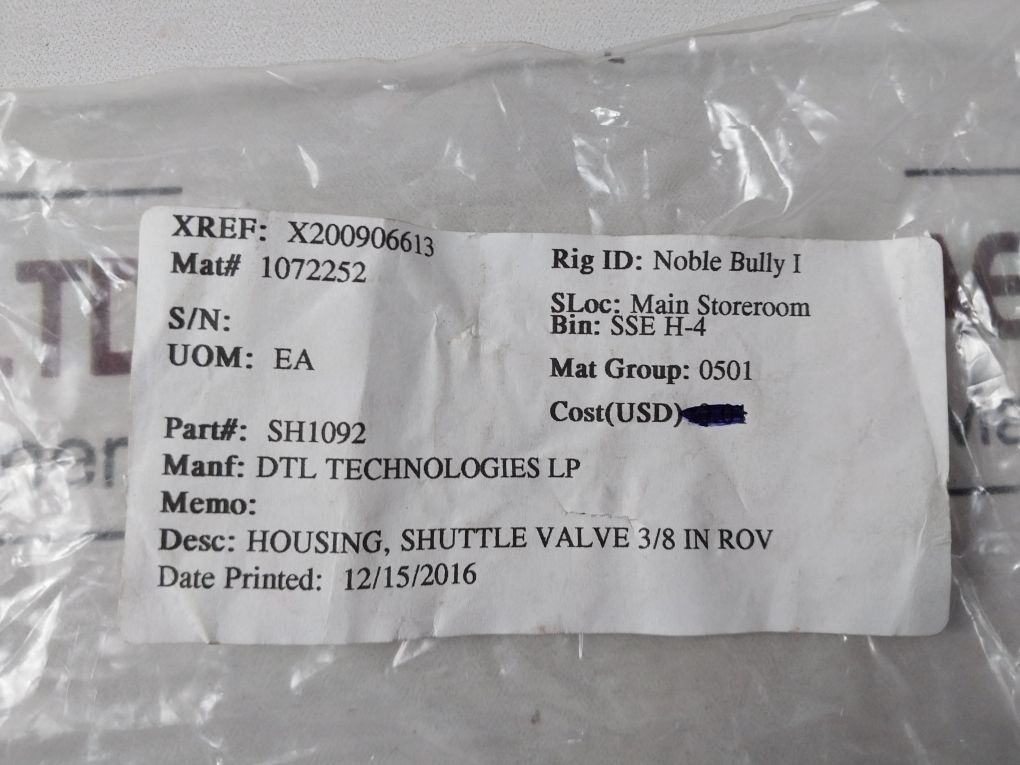 XREF: X200906613
Mat# 1072252
S/N:
UOM: EA
Part#: SH1092
Manf: DTL TECHNOLOGIES LP
Memo:
Desc: HOUSING, SHUTTLE VALVE 3/8 IN ROV
Date Printed: 12/15/2016
Rig ID: Noble Bully I
SLoc: Main Storeroom
Bin: SSE H-4
Mat Group: 0501
Cost(USD)